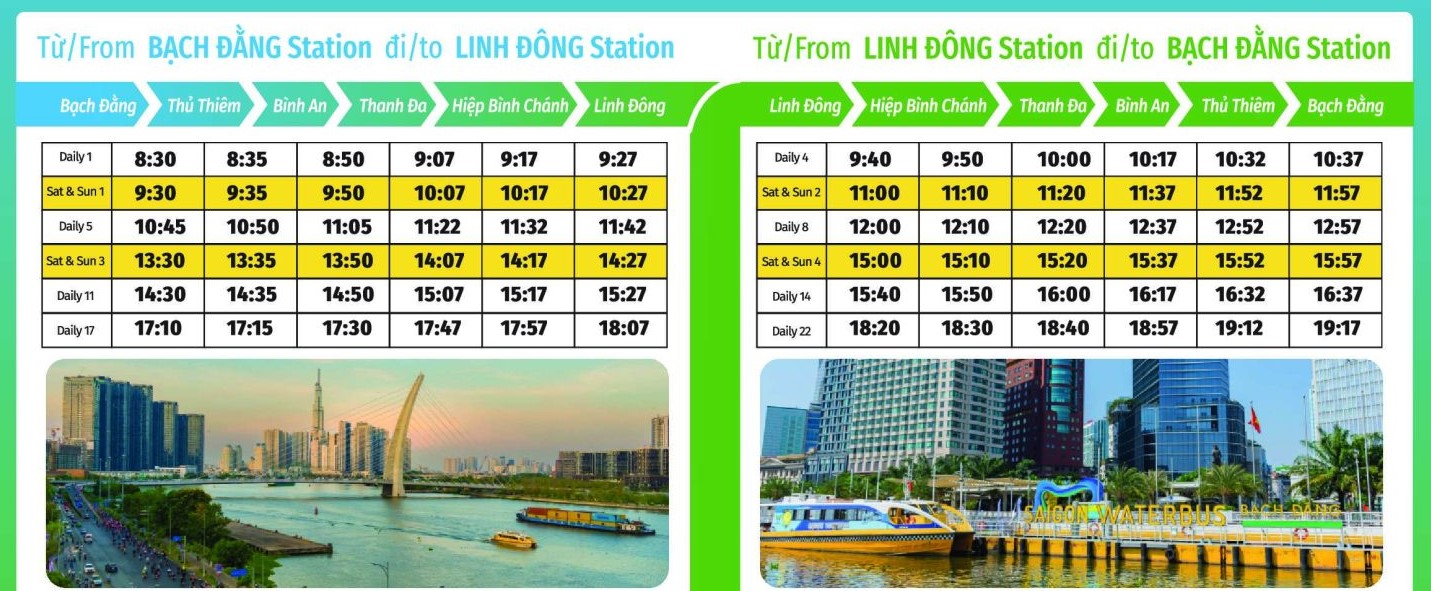 Từ/From BẠCH ĐẰNG Station đi/to LINH ĐÔNG Station
Bạch Đằng Thủ Thiêm Bình An Thanh Đa Hiệp Bình Chánh Linh Đông
Daily 1 8:30 8:35 8:50 9:07 9:17 9:27
Sat & Sun 1 9:30 9:35 9:50 10:07 10:17 10:27
Daily 5 10:45 10:50 11:05 11:22 11:32 11:42
Sat & Sun 3 13:30 13:35 13:50 14:07 14:17 14:27
Daily 11 14:30 14:35 14:50 15:07 15:17 15:27
Daily 17 17:10 17:15 17:30 17:47 17:57 18:07
Từ/From LINH ĐÔNG Station đi/to BẠCH ĐẰNG Station
Linh Đông Hiệp Bình Chánh Thanh Đa Bình An Thủ Thiêm Bạch Đằng
Daily 4 9:40 9:50 10:00 10:17 10:32 10:37
Sat & Sun 2 11:00 11:10 11:20 11:37 11:52 11:57
Daily 8 12:00 12:10 12:20 12:37 12:52 12:57
Sat & Sun 4 15:00 15:10 15:20 15:37 15:52 15:57
Daily 14 15:40 15:50 16:00 16:17 16:32 16:37
Daily 22 18:20 18:30 18:40 18:57 19:12 19:17
SAIGON WATERBUS BẠCH ĐẰNG